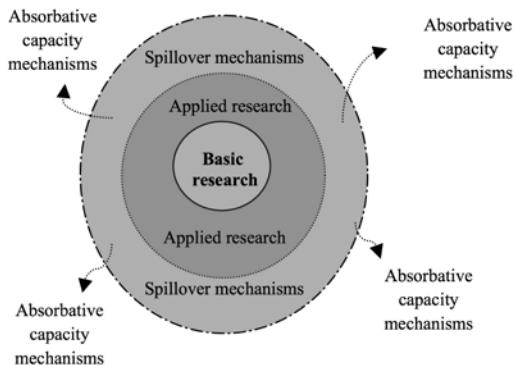 Absorbative
capacity
mechanisms
Spillover mechanisms
Absorbative
capacity
mechanisms
Applied research
Basic
research
Applied research
Spillover mechanisms
Absorbative
capacity
mechanisms
Absorbative
capacity
mechanisms